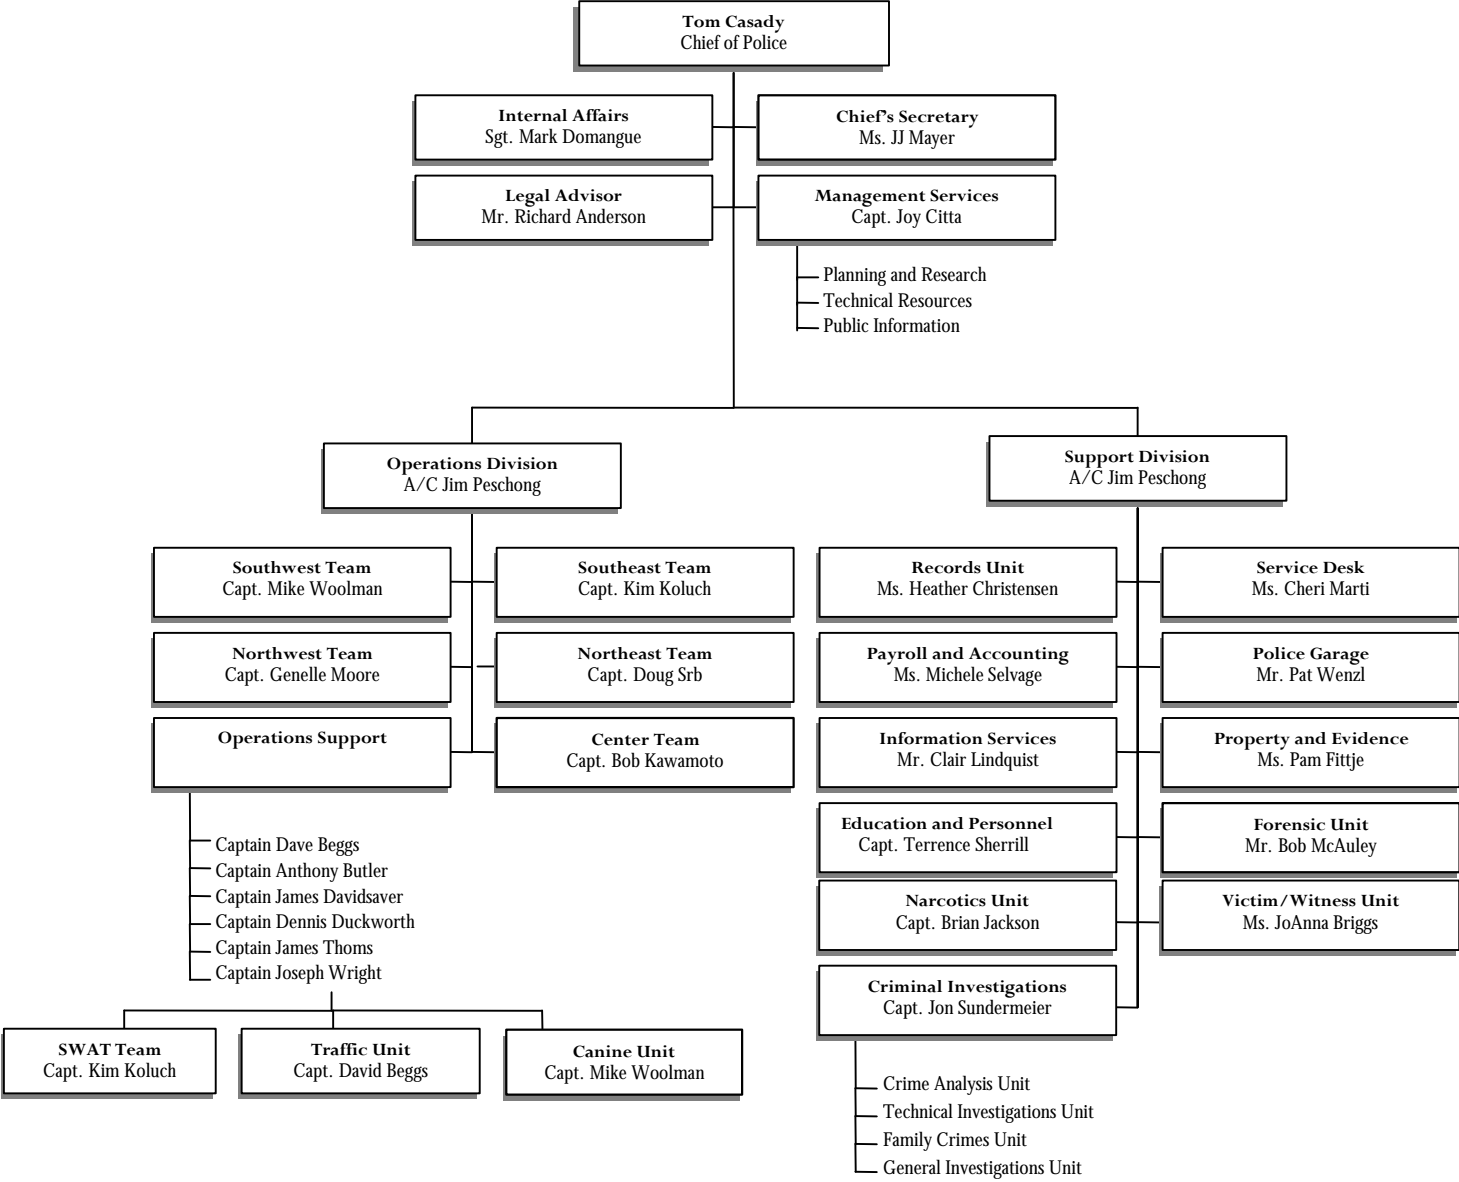 Tom Casady
Chief of Police
Internal Affairs
Sgt. Mark Domangue
Chief's Secretary
Ms. JJ Mayer
Legal Advisor
Mr. Richard Anderson
Management Services
Capt. Joy Citta
Planning and Research
Technical Resources
Public Information
Operations Division
A/C Jim Peschong
Support Division
A/C Jim Peschong
Southwest Team
Capt. Mike Woolman
Southeast Team
Capt. Kim Koluch
Northwest Team
Capt. Genelle Moore
Northeast Team
Capt. Doug Srb
Operations Support
Center Team
Capt. Bob Kawamoto
Captain Dave Beggs
Captain Anthony Butler
Captain James Davidsaver
Captain Dennis Duckworth
Captain James Thoms
Captain Joseph Wright
SWAT Team
Capt. Kim Koluch
Traffic Unit
Capt. David Beggs
Canine Unit
Capt. Mike Woolman
Records Unit
Ms. Heather Christensen
Service Desk
Ms. Cheri Marti
Payroll and Accounting
Ms. Michele Selvage
Police Garage
Mr. Pat Wenzl
Information Services
Mr. Clair Lindquist
Property and Evidence
Ms. Pam Fittje
Education and Personnel
Capt. Terrence Sherrill
Forensic Unit
Mr. Bob McAuley
Narcotics Unit
Capt. Brian Jackson
Victim/Witness Unit
Ms. JoAnna Briggs
Criminal Investigations
Capt. Jon Sundermeier
Crime Analysis Unit
Technical Investigations Unit
Family Crimes Unit
General Investigations Unit